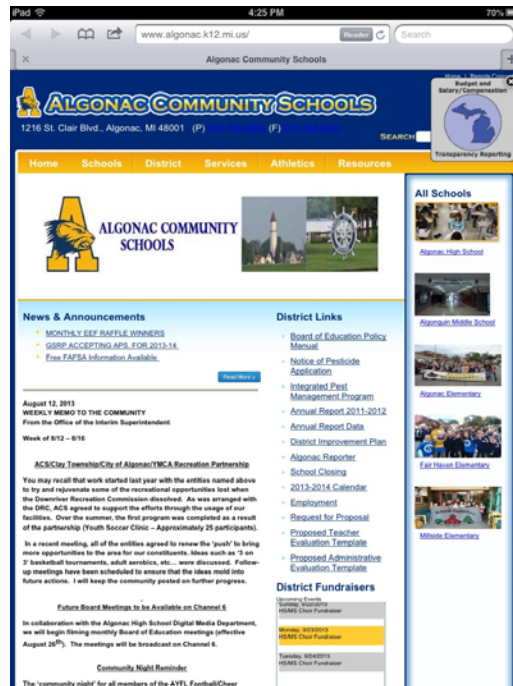 iPad
4:25 PM
70%
www.algonac.k12.mi.us/
Reader
Search
Algonac Community Schools
Budget and
Salary/Compensation
Transparency Reporting
ALGONAC COMMUNITY SCHOOLS
1216 St. Clair Blvd., Algonac, MI 48001 (P) (F)
SEARCH
Home Schools District Services Athletics Resources
ALGONAC COMMUNITY
SCHOOLS
All Schools
Algonac High School
Algonquin Middle School
Algonac Elementary
Fair Haven Elementary
Millside Elementary
News & Announcements
MONTHLY EEF RAFFLE WINNERS
GSRP ACCEPTING APS. FOR 2013-14
Free FAFSA Information Available
Read More »
August 12, 2013
WEEKLY MEMO TO THE COMMUNITY
From the Office of the Interim Superintendent
Week of 8/12 – 8/16
ACS/Clay Township/City of Algonac/YMCA Recreation Partnership
You may recall that work started last year with the entities named above
to try and rejuvenate some of the recreational opportunities lost when
the Downriver Recreation Commission dissolved. As was arranged with
the DRC, ACS agreed to support the efforts through the usage of our
facilities. Over the summer, the first program was completed as a result
of the partnership (Youth Soccer Clinic – Approximately 25 participants).
In a recent meeting, all of the entities agreed to renew the 'push' to bring
more opportunities to the area for our constituents. Ideas such as '3 on
3' basketball tournaments, adult aerobics, etc... were discussed. Follow-
up meetings have been scheduled to ensure that the ideas mold into
future actions. I will keep the community posted on further progress.
Future Board Meetings to be Available on Channel 6
In collaboration with the Algonac High School Digital Media Department,
we will begin filming monthly Board of Education meetings (effective
August 26th). The meetings will be broadcast on Channel 6.
Community Night Reminder
The 'community night' for all members of the AYFL Football/Cheer
District Links
Board of Education Policy
Manual
Notice of Pesticide
Application
Integrated Pest
Management Program
Annual Report 2011-2012
Annual Report Data
District Improvement Plan
Algonac Reporter
School Closing
2013-2014 Calendar
Employment
Request for Proposal
Proposed Teacher
Evaluation Template
Proposed Administrative
Evaluation Template
District Fundraisers
Upcoming Events
Sunday, 9/22/2013
HS/MS Choir Fundraiser
Monday, 9/23/2013
HS/MS Choir Fundraiser
Tuesday, 9/24/2013
HS/MS Choir Fundraiser